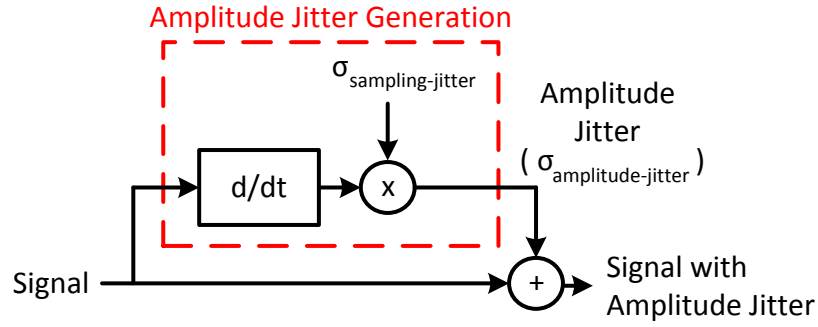 Amplitude Jitter Generation
σsampling-jitter
Amplitude
Jitter
( σamplitude-jitter )
d/dt
x
Signal
+
Signal with
Amplitude Jitter